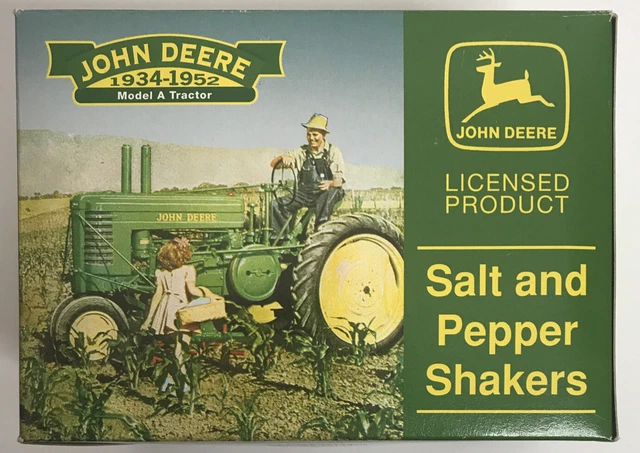 JOHN DEERE
1934-1952
Model A Tractor
JOHN DEERE
JOHN DEERE
LICENSED
PRODUCT
Salt and
Pepper
Shakers